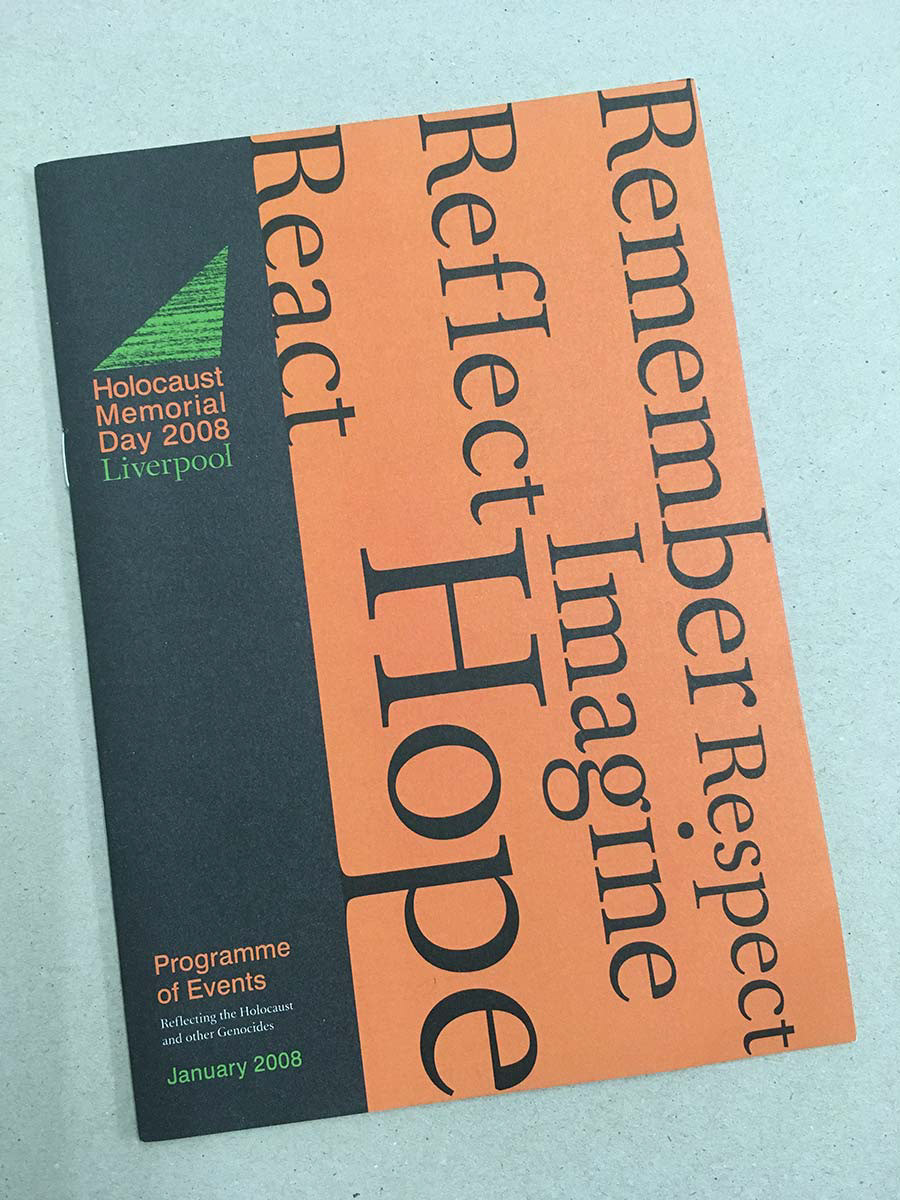 Remember Respect
Imagine
Reflect
Hope
React
Holocaust
Memorial
Day 2008
Liverpool
Programme
of Events
Reflecting the Holocaust
and other Genocides
January 2008